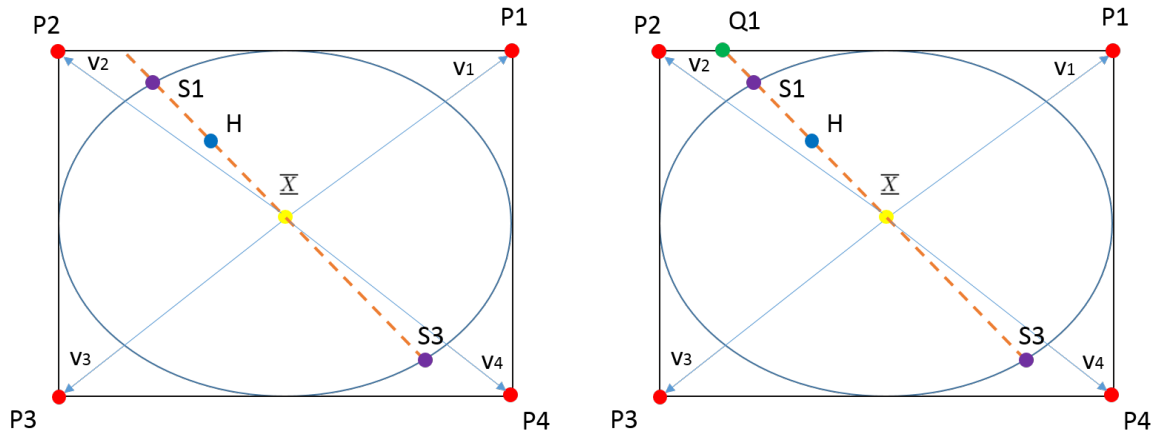 P2 P1
v2 v1
S1
H
X
S3
v3 v4
P3 P4
P2 Q1 P1
v2 v1
S1
H
X
S3
v3 v4
P3 P4